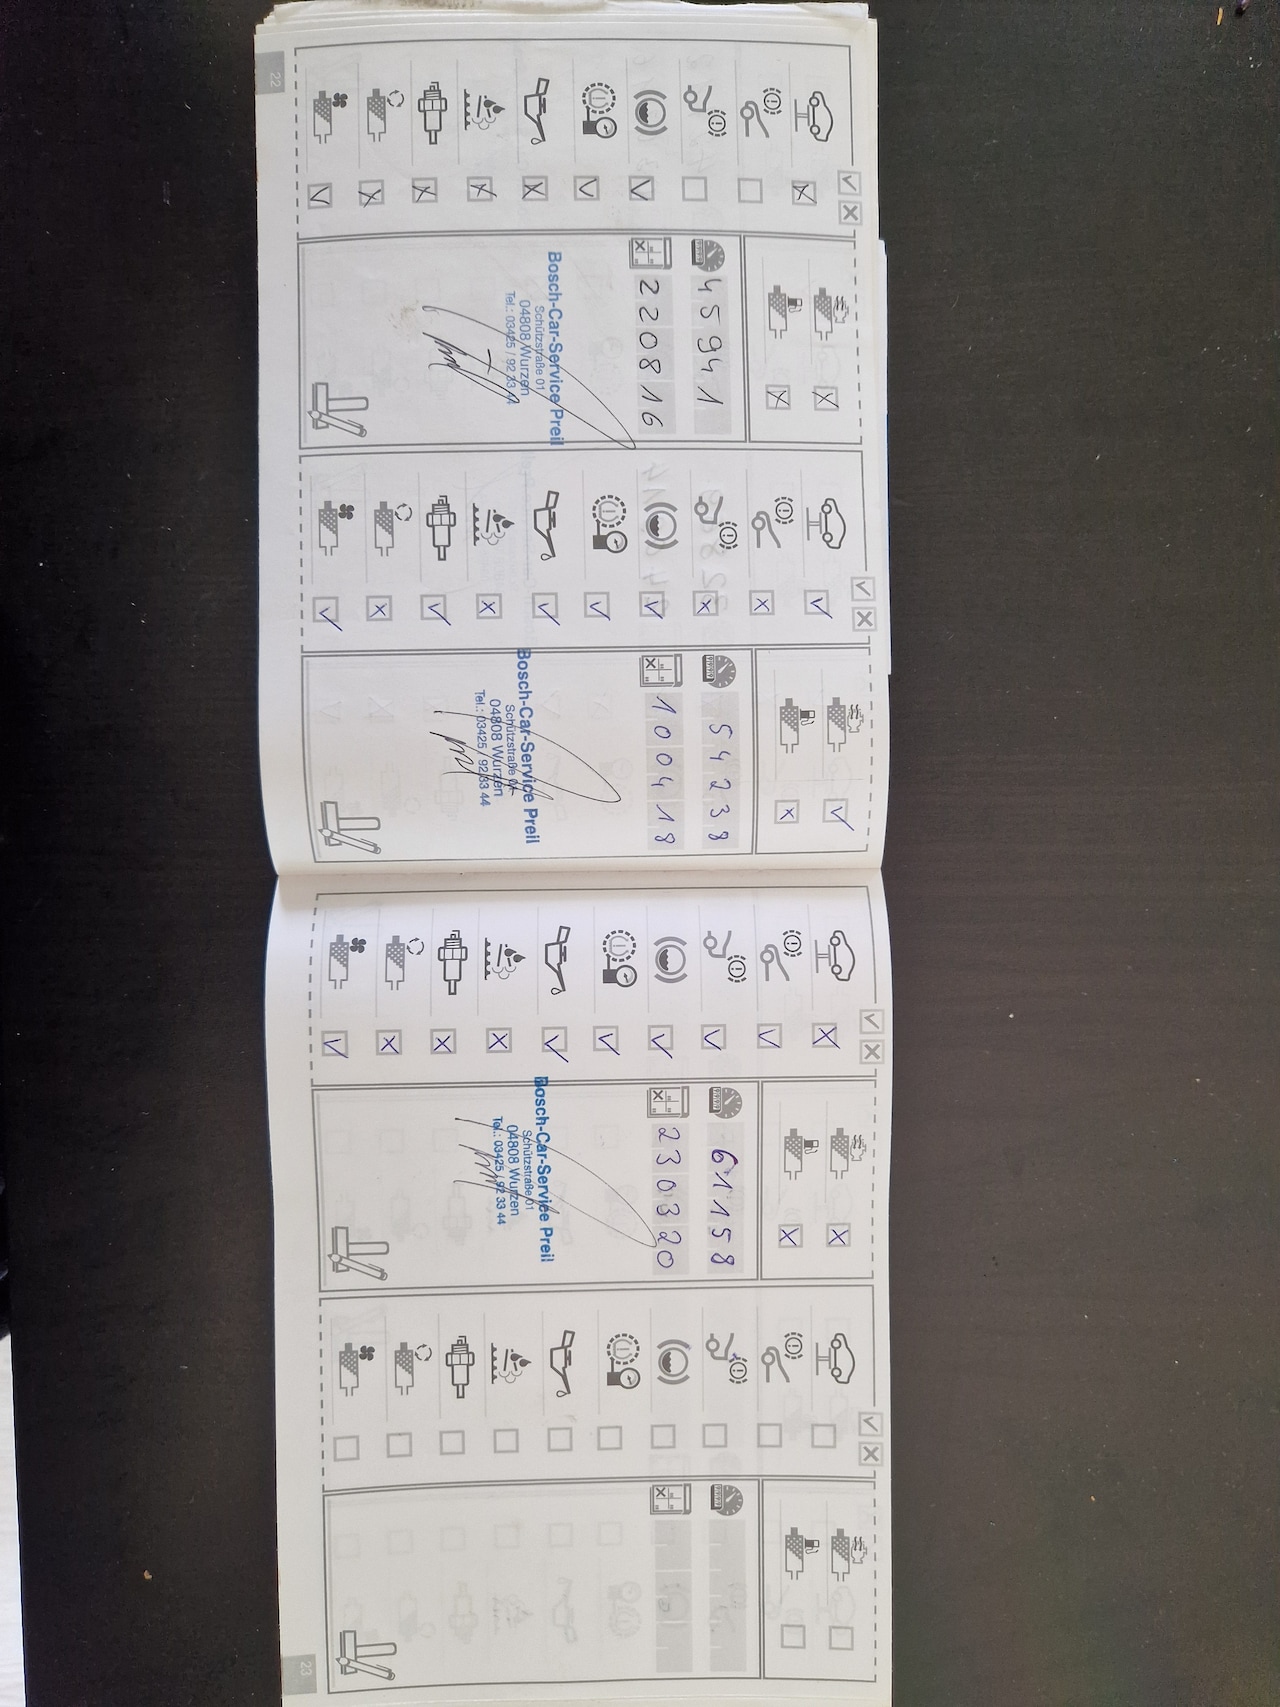 22
45941
220816
Bosch-Car-Service Preil
Schützstraße 01
04808 Wurzen
Tel.: 03425 / 92 33 44
54238
100418
Bosch-Car-Service Preil
Schützstraße 01
04808 Wurzen
Tel.: 03425 / 92 33 44
61158
230320
Bosch-Car-Service Preil
Schützstraße 01
04808 Wurzen
Tel.: 03425 / 92 33 44
23